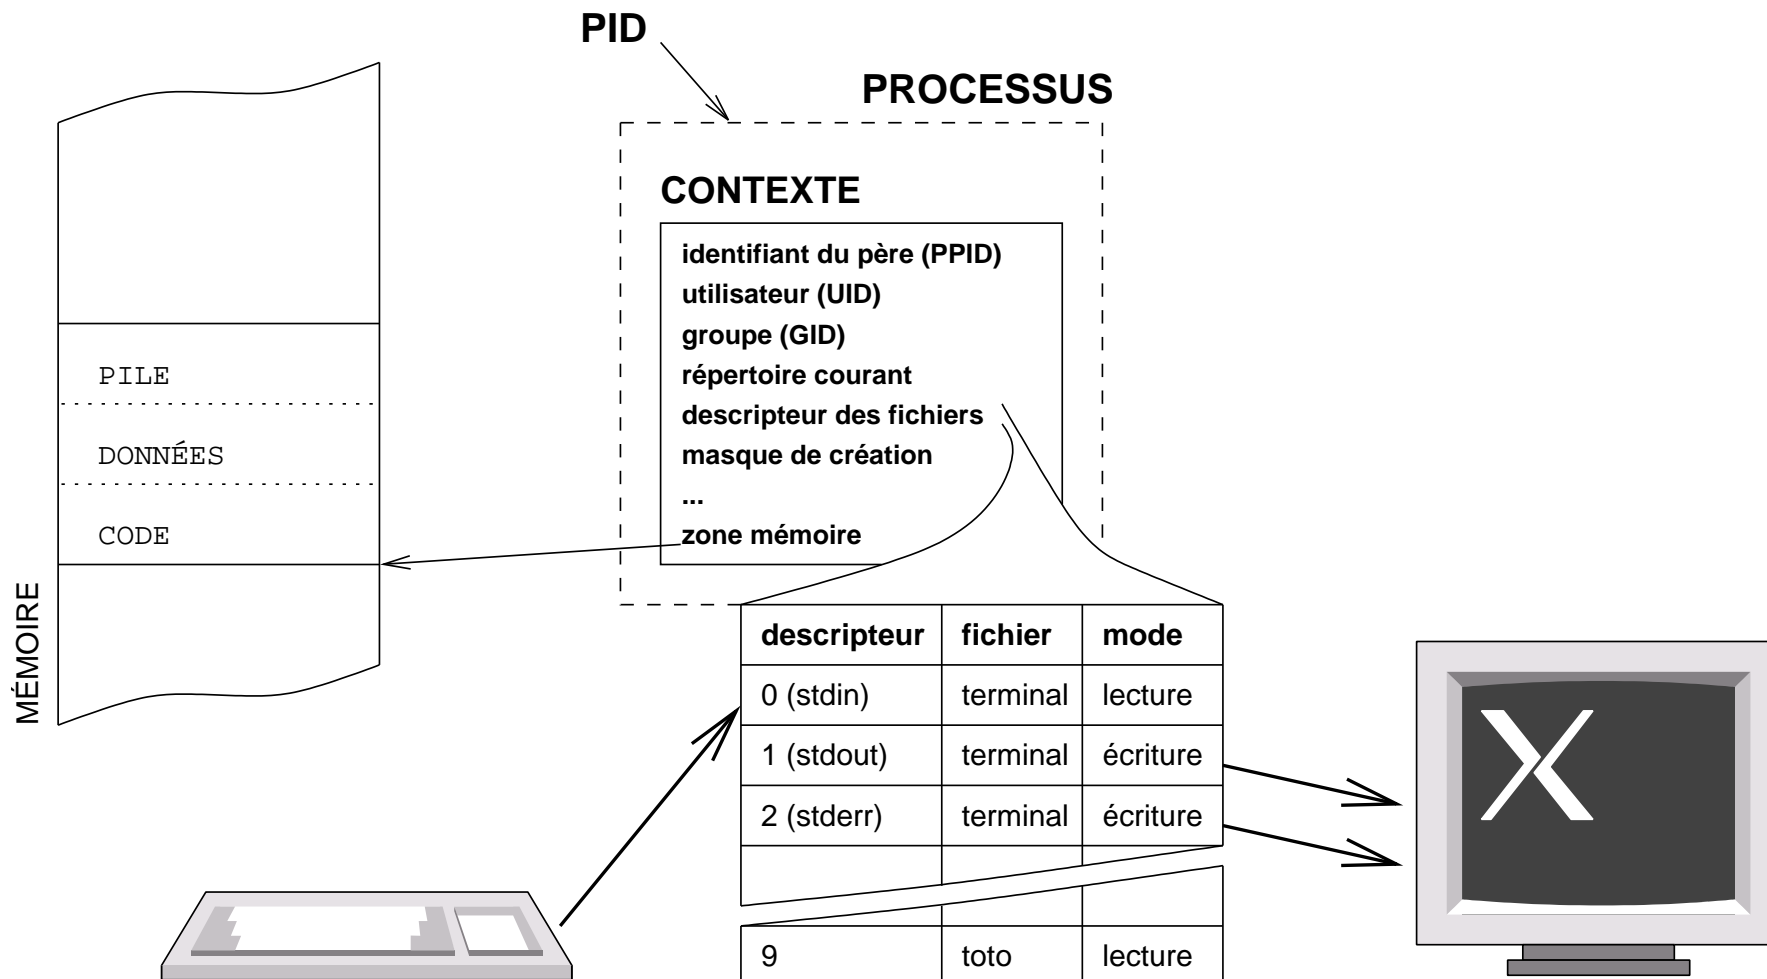 PID
PROCESSUS
CONTEXTE
identifiant du père (PPID)
utilisateur (UID)
groupe (GID)
répertoire courant
descripteur des fichiers
masque de création
...
zone mémoire
PILE
DONNÉES
CODE
MÉMOIRE
descripteur fichier mode
0 (stdin) terminal lecture
1 (stdout) terminal écriture
2 (stderr) terminal écriture
9 toto lecture
X